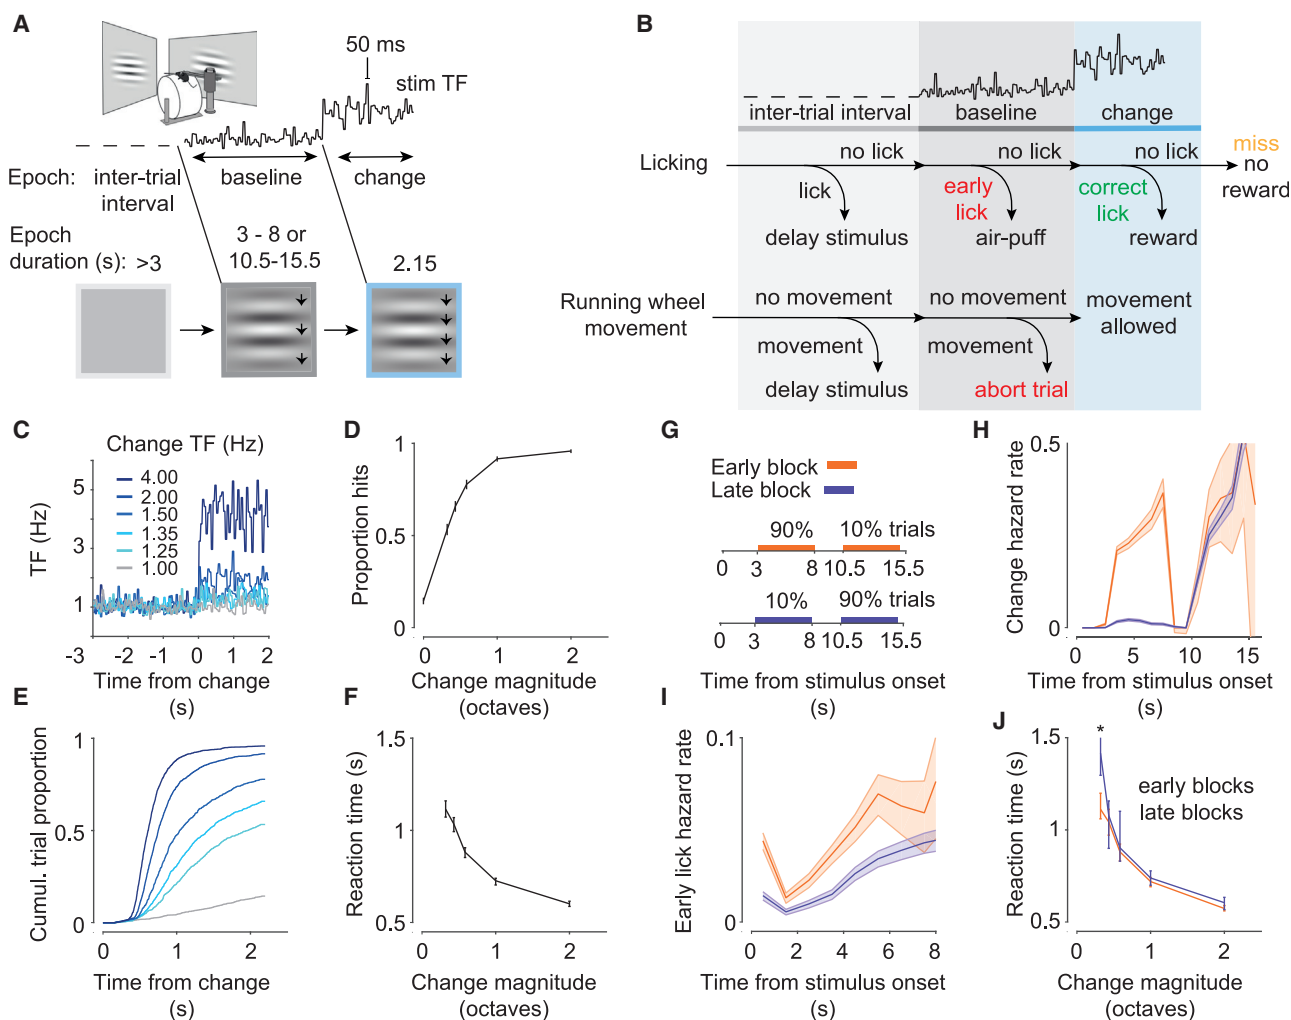 A
50 ms
stim TF
Epoch:
inter-trial
interval
baseline
change
Epoch
duration (s):
>3
3 - 8 or
10.5-15.5
2.15
B
inter-trial interval
baseline
change
Licking
no lick
no lick
no lick
miss
no
reward
lick
early
lick
correct
lick
delay stimulus
air-puff
reward
Running wheel
movement
no movement
no movement
movement
allowed
movement
movement
delay stimulus
abort trial
C
Change TF (Hz)
4.00
2.00
1.50
1.35
1.25
1.00
TF (Hz)
5
3
1
-3 -2 -1 0 1 2
Time from change
(s)
D
Proportion hits
1
0.5
0
0 1 2
Change magnitude
(octaves)
G
Early block
Late block
90% 10% trials
0 3 8 10.5 15.5
10% 90% trials
0 3 8 10.5 15.5
Time from stimulus onset
(s)
H
Change hazard rate
0.5
0
0 5 10 15
Time from stimulus onset
(s)
E
Cumul. trial proportion
1
0.5
0
0 1 2
Time from change
(s)
F
Reaction time (s)
1.5
1
0.5
0 1 2
Change magnitude
(octaves)
I
Early lick hazard rate
0.1
0
0 2 4 6 8
Time from stimulus onset
(s)
J
*
Reaction time (s)
1.5
1
0.5
early blocks
late blocks
0 1 2
Change magnitude
(octaves)